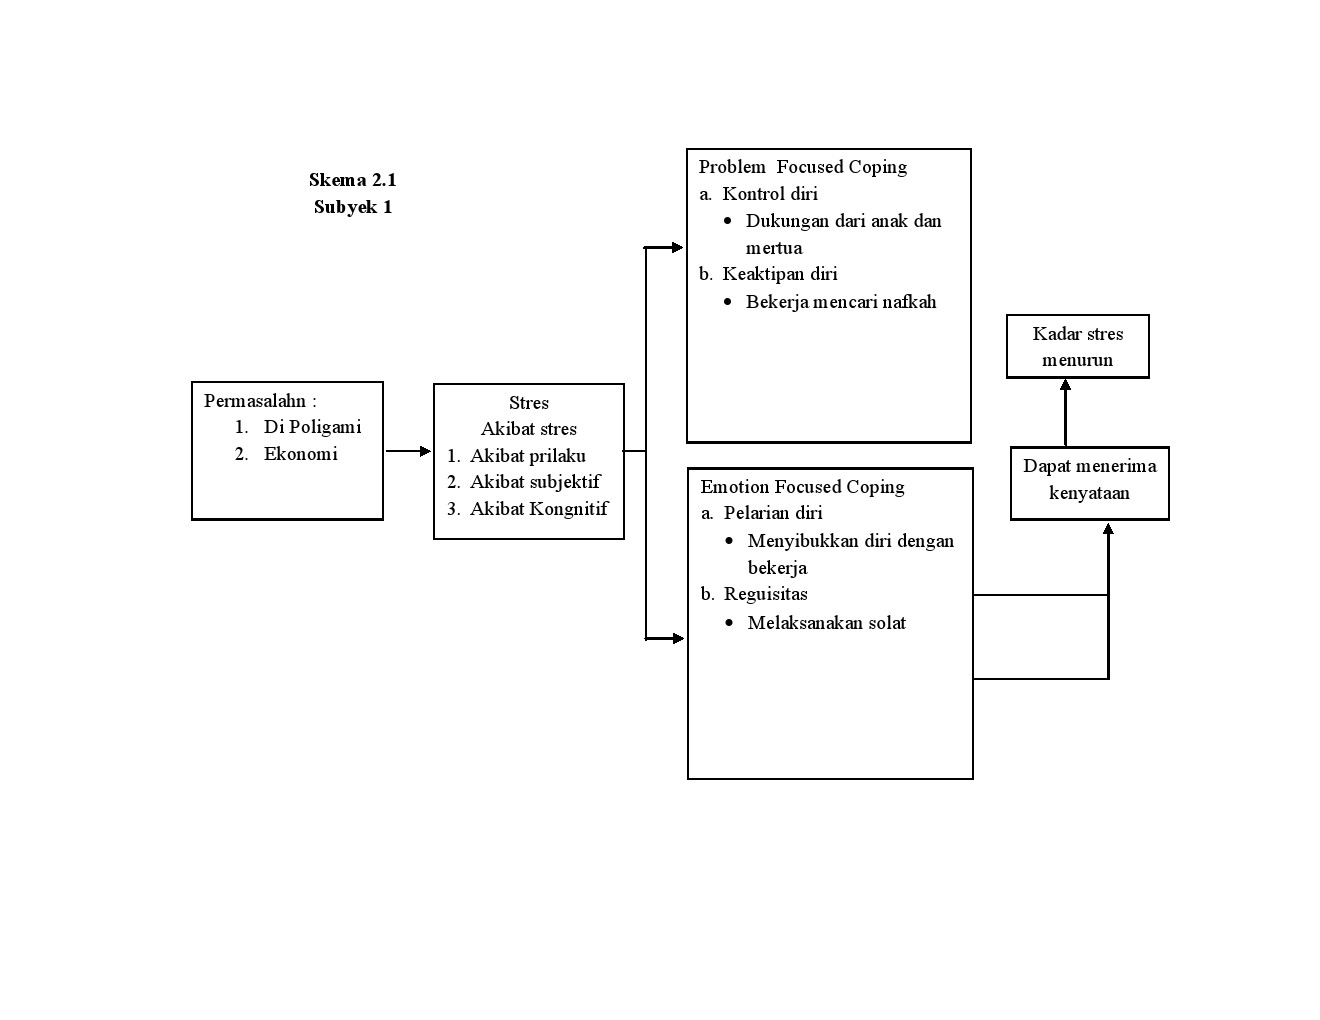 Skema 2.1
Subyek 1
Permasalahn :
1. Di Poligami
2. Ekonomi
Stres
Akibat stres
1. Akibat prilaku
2. Akibat subjektif
3. Akibat Kongnitif
Problem Focused Coping
a. Kontrol diri
• Dukungan dari anak dan
mertua
b. Keaktipan diri
• Bekerja mencari nafkah
Emotion Focused Coping
a. Pelarian diri
• Menyibukkan diri dengan
bekerja
b. Reguisitas
• Melaksanakan solat
Kadar stres
menurun
Dapat menerima
kenyataan